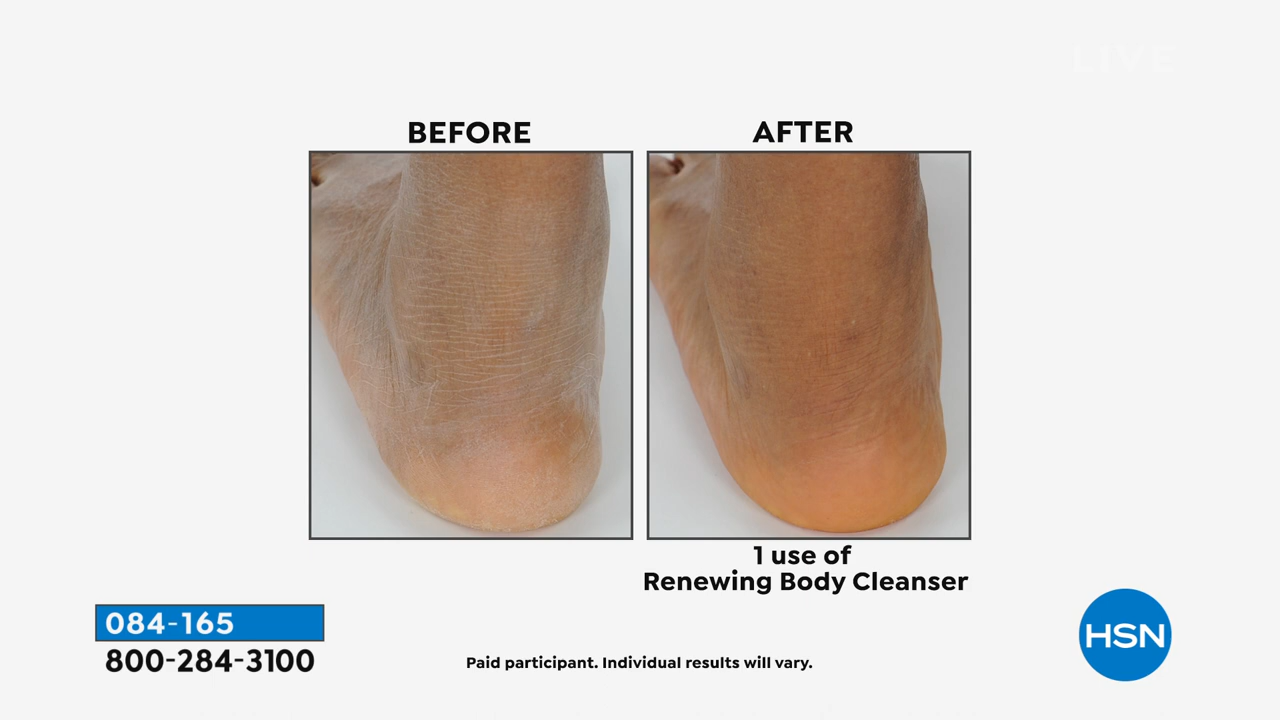 LIVE
BEFORE
AFTER
1 use of
Renewing Body Cleanser
084-165
800-284-3100
Paid participant. Individual results will vary.
HSN